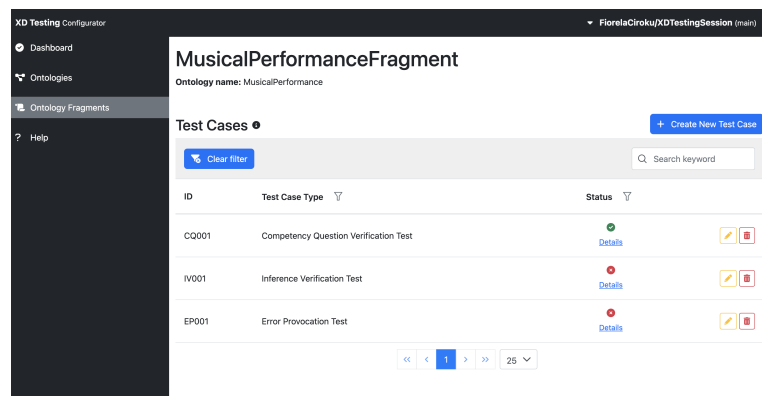 XD Testing Configurator
FiorelaCiroku/XDTestingSession (main)
Dashboard
Ontologies
Ontology Fragments
? Help
MusicalPerformanceFragment
Ontology name: MusicalPerformance
Test Cases
+ Create New Test Case
Clear filter
Search keyword
ID Test Case Type Status
CQ001 Competency Question Verification Test
Details
IV001 Inference Verification Test
Details
EP001 Error Provocation Test
Details
« < 1 > » 25